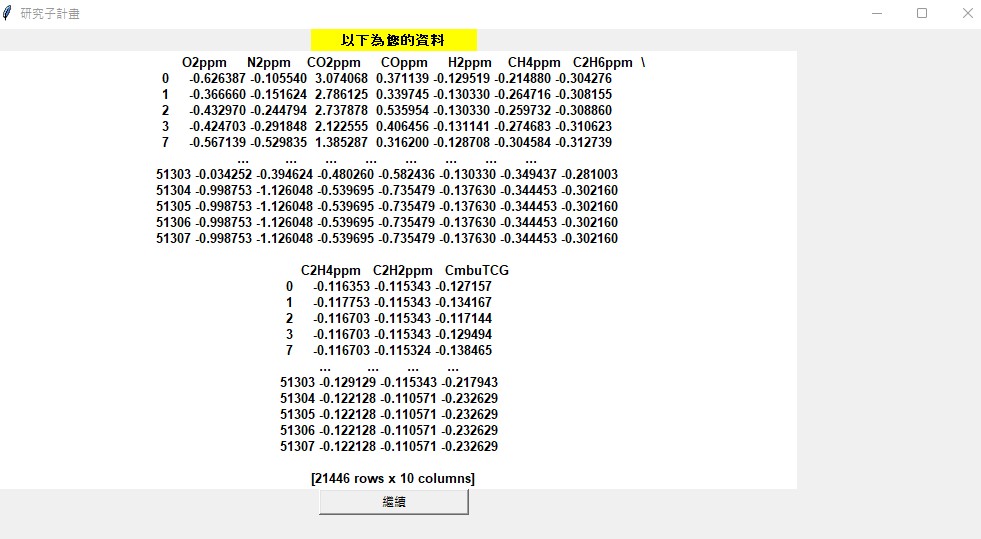 研究子計畫
以下為您的資料
O2ppm N2ppm CO2ppm COppm H2ppm CH4ppm C2H6ppm \
0 -0.626387 -0.105540 3.074068 0.371139 -0.129519 -0.214880 -0.304276
1 -0.366660 -0.151624 2.786125 0.339745 -0.130330 -0.264716 -0.308155
2 -0.432970 -0.244794 2.737878 0.535954 -0.130330 -0.259732 -0.308860
3 -0.424703 -0.291848 2.122555 0.406456 -0.131141 -0.274683 -0.310623
7 -0.567139 -0.529835 1.385287 0.316200 -0.128708 -0.304584 -0.312739
... ... ... ... ... ... ... ...
51303 -0.034252 -0.394624 -0.480260 -0.582436 -0.130330 -0.349437 -0.281003
51304 -0.998753 -1.126048 -0.539695 -0.735479 -0.137630 -0.344453 -0.302160
51305 -0.998753 -1.126048 -0.539695 -0.735479 -0.137630 -0.344453 -0.302160
51306 -0.998753 -1.126048 -0.539695 -0.735479 -0.137630 -0.344453 -0.302160
51307 -0.998753 -1.126048 -0.539695 -0.735479 -0.137630 -0.344453 -0.302160
C2H4ppm C2H2ppm CmbuTCG
0 -0.116353 -0.115343 -0.127157
1 -0.117753 -0.115343 -0.134167
2 -0.116703 -0.115343 -0.117144
3 -0.116703 -0.115343 -0.129494
7 -0.116703 -0.115324 -0.138465
... ... ... ...
51303 -0.129129 -0.115343 -0.217943
51304 -0.122128 -0.110571 -0.232629
51305 -0.122128 -0.110571 -0.232629
51306 -0.122128 -0.110571 -0.232629
51307 -0.122128 -0.110571 -0.232629
[21446 rows x 10 columns]
繼續